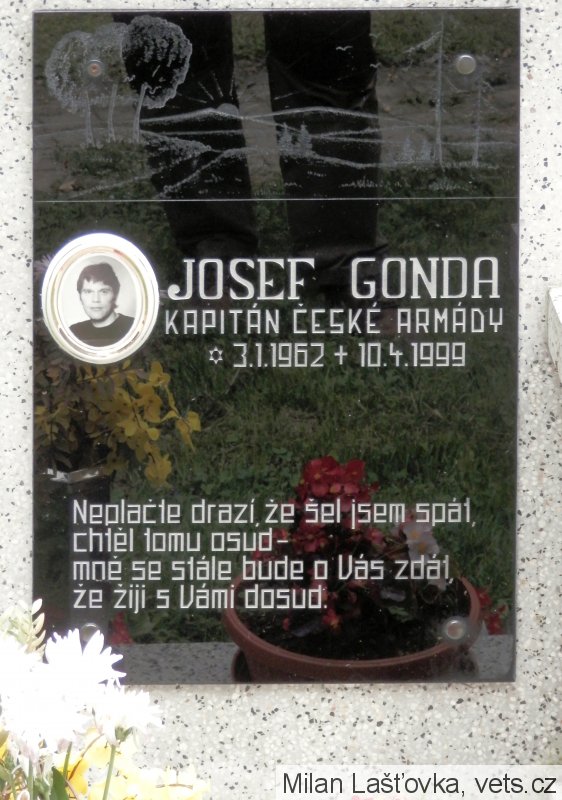 JOSEF GONDA
KAPITÁN ČESKÉ ARMÁDY
✡ 3.1.1962 + 10.4.1999
Neplačte drazí, že šel jsem spát,
chtěl tomu osud-
mně se stále bude o Vás zdát,
že žiji s Vámi dosud.
Milan Lašťovka, vets.cz